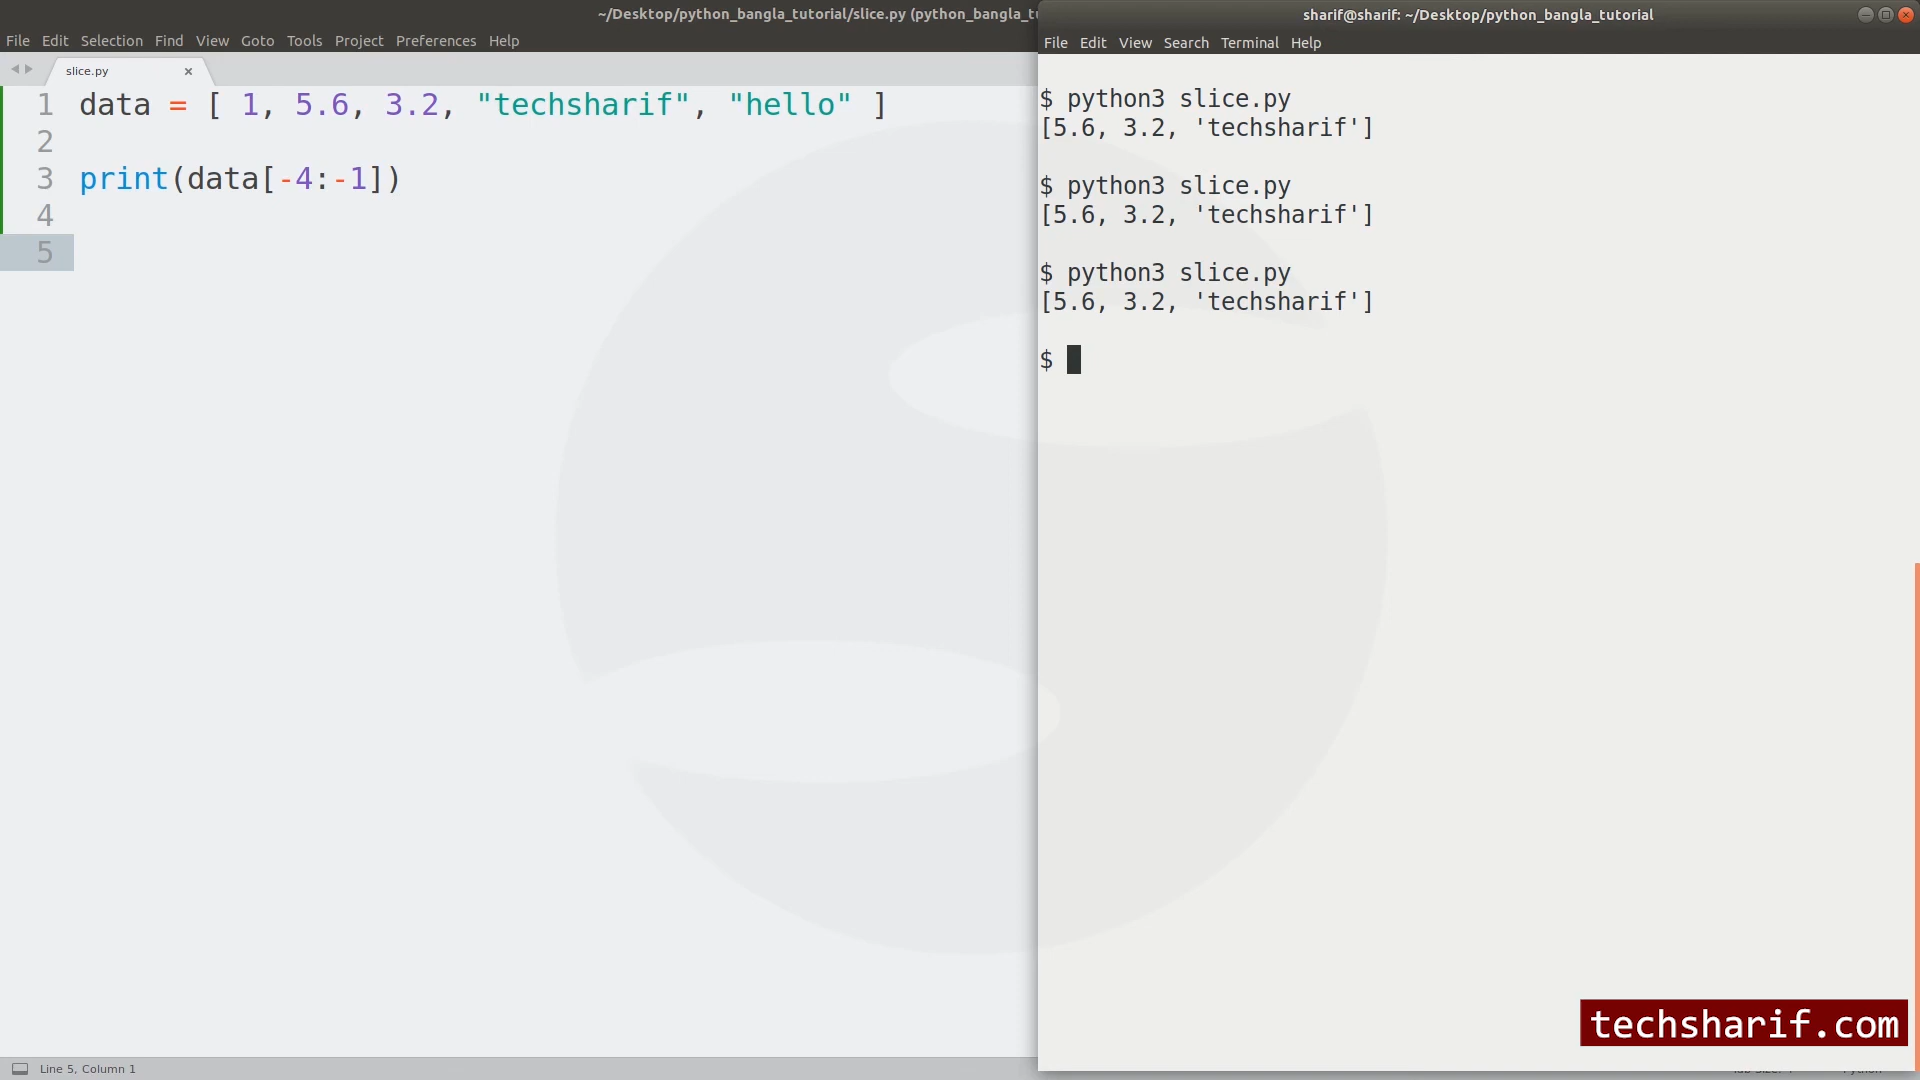 ~/Desktop/python_bangla_tutorial/slice.py (python_bangla_tu
File Edit Selection Find View Goto Tools Project Preferences Help
slice.py ×
1 data = [ 1, 5.6, 3.2, "techsharif", "hello" ]
2
3 print(data[-4:-1])
4
5
Line 5, Column 1
sharif@sharif: ~/Desktop/python_bangla_tutorial
File Edit View Search Terminal Help
$ python3 slice.py
[5.6, 3.2, 'techsharif']
$ python3 slice.py
[5.6, 3.2, 'techsharif']
$ python3 slice.py
[5.6, 3.2, 'techsharif']
$
techsharif.com